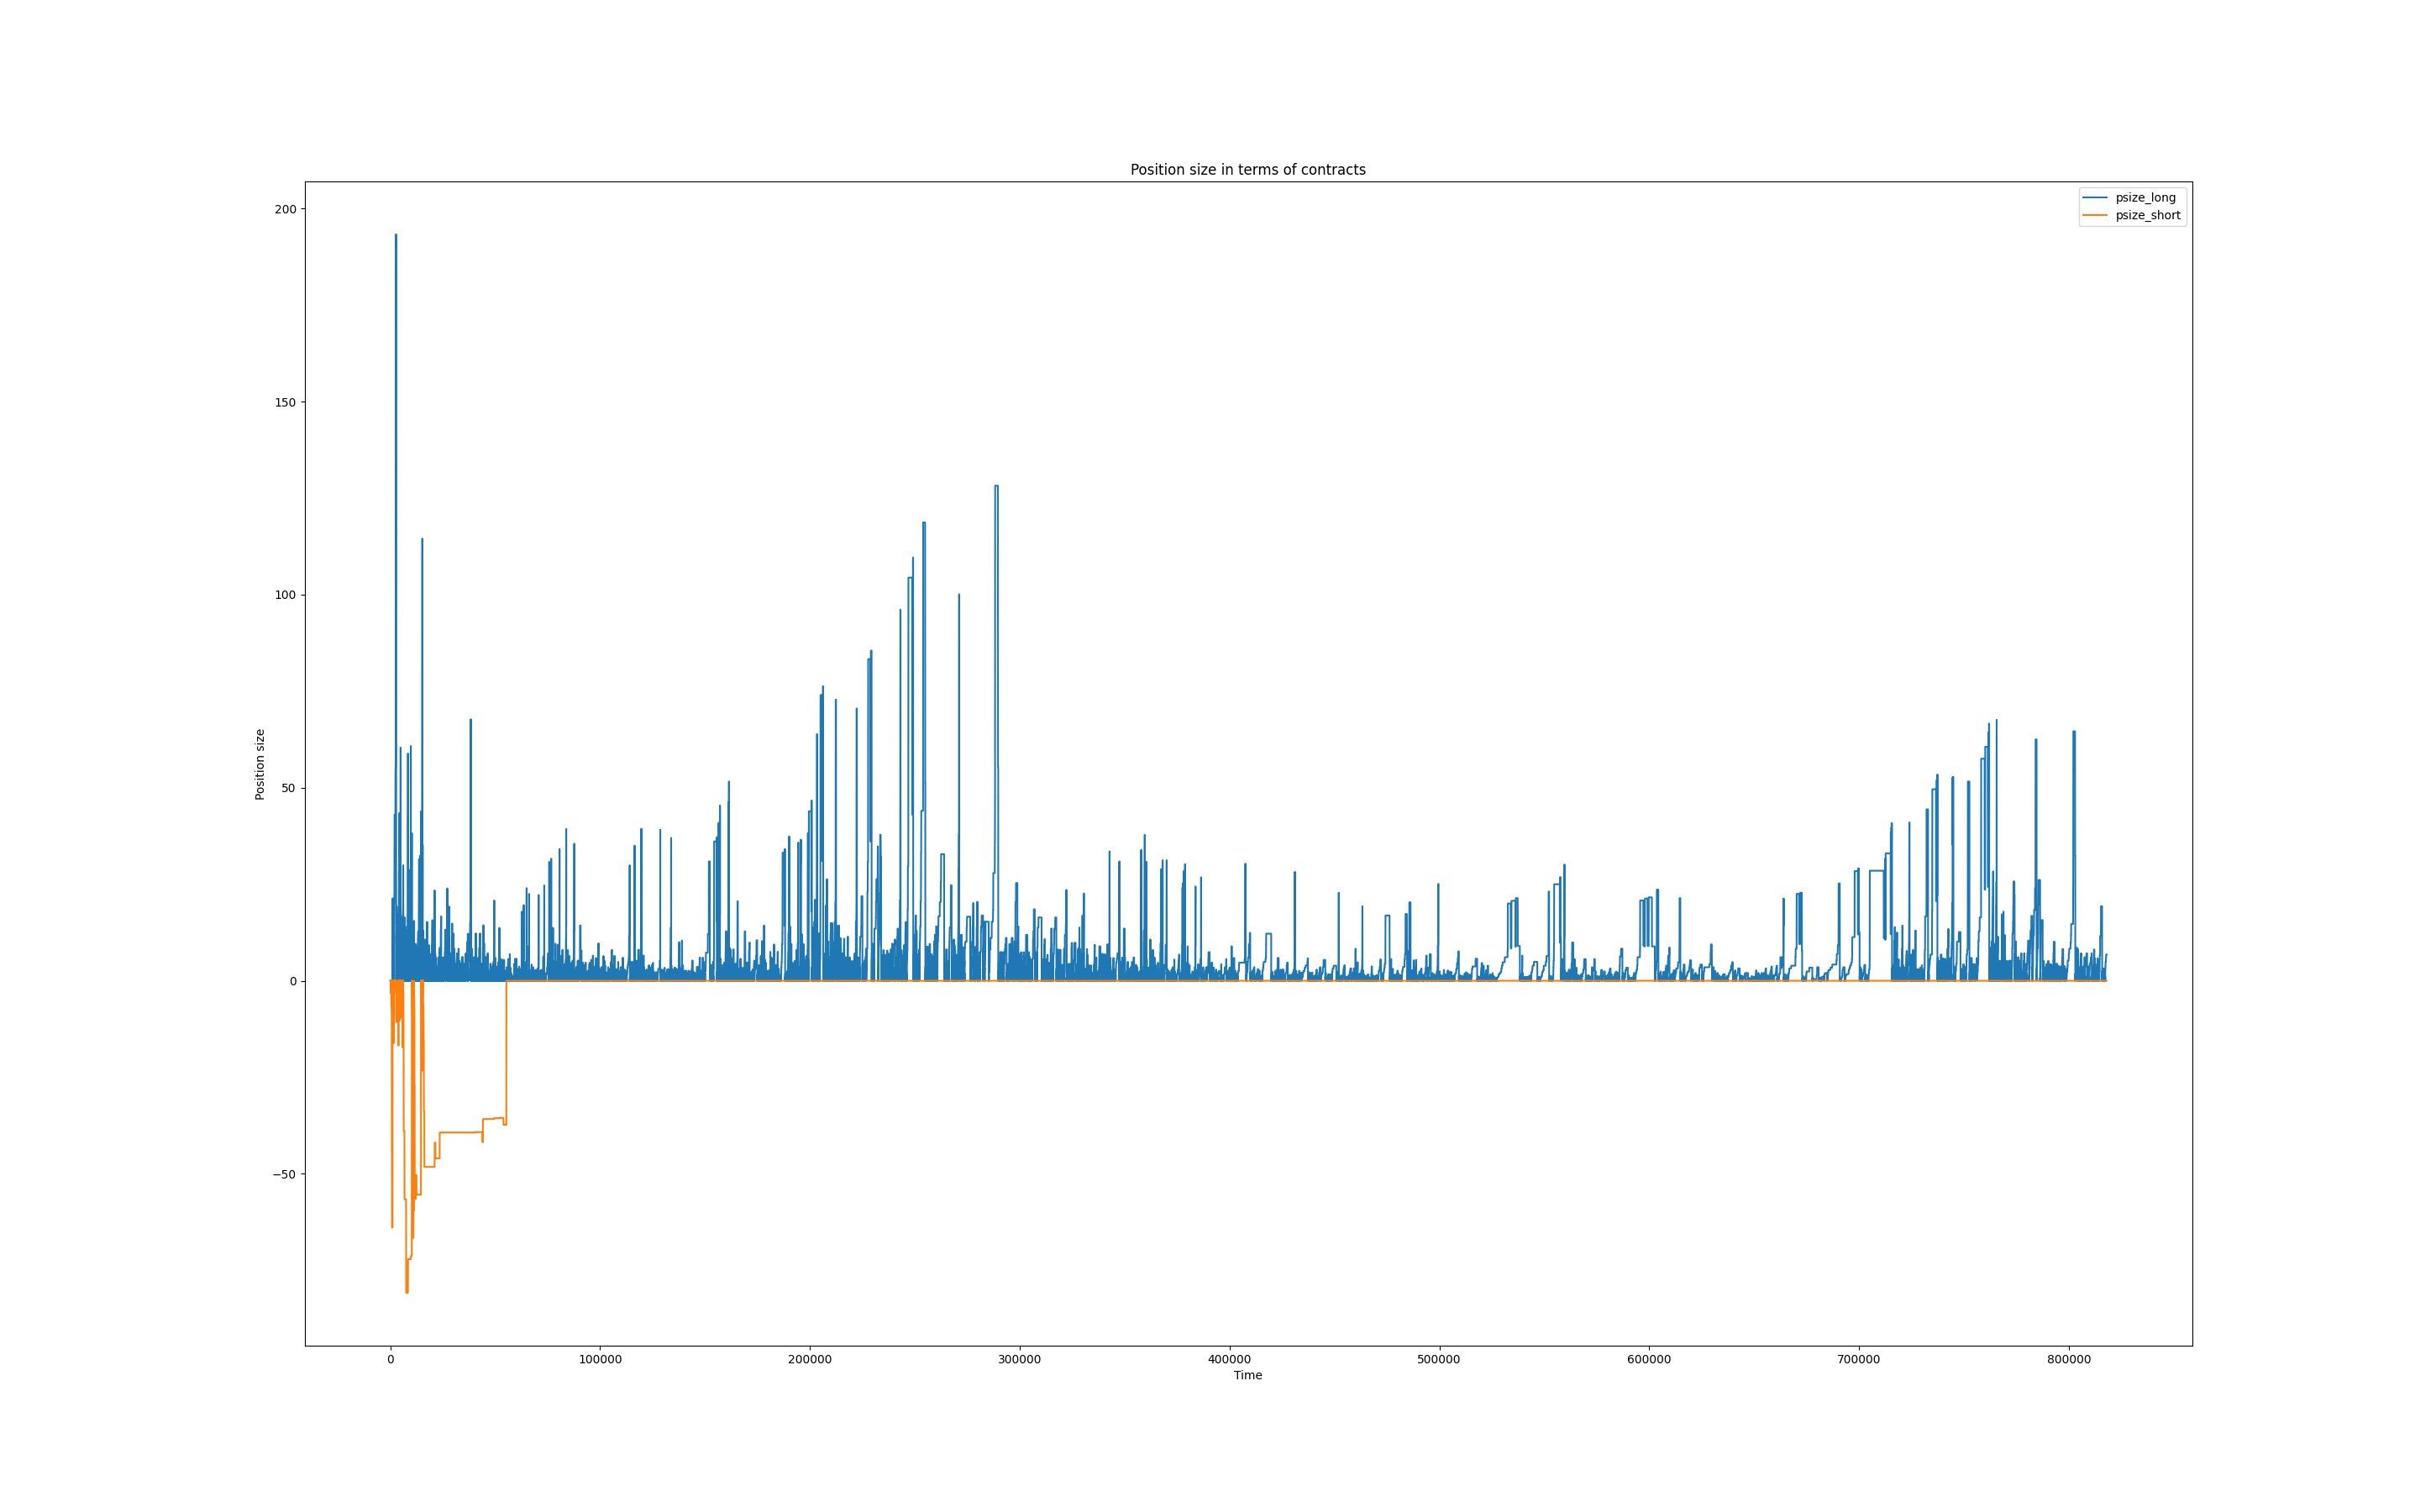 Position size in terms of contracts
psize_long
psize_short
Position size
200
150
100
50
0
−50
0 100000 200000 300000 400000 500000 600000 700000 800000
Time